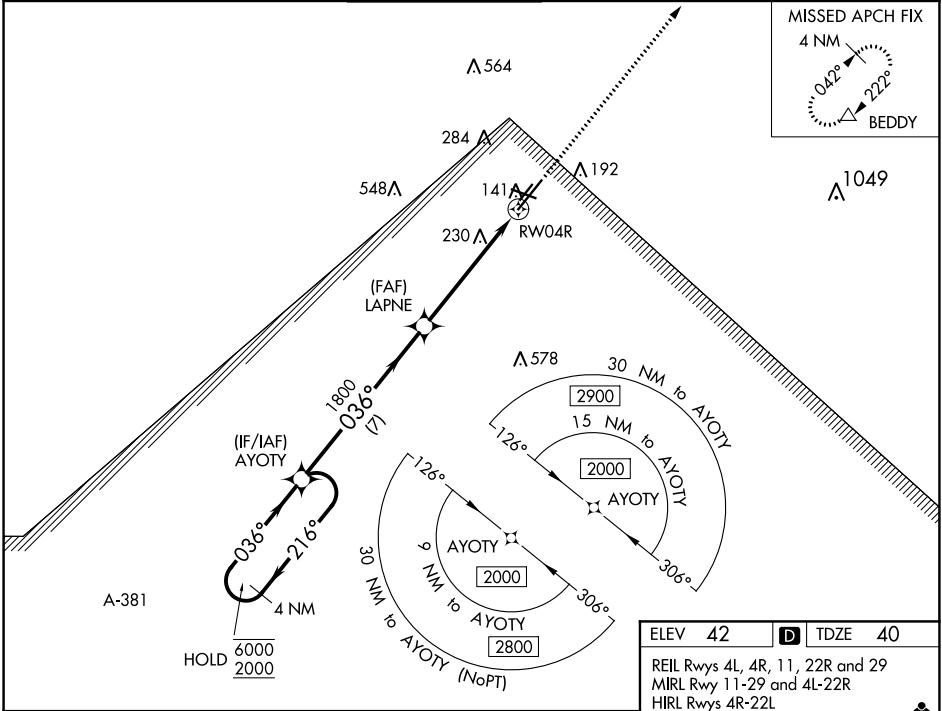 MISSED APCH FIX
4 NM
042°
222°
BEDDY
564
284
548
141
192
1049
230
RW04R
(FAF)
LAPNE
578
1800
036°
(7)
(IF/IAF)
AYOTY
036°
216°
4 NM
HOLD 6000
2000
A-381
30 NM to AYOTY
2900
15 NM to AYOTY
2000
126°
AYOTY
306°
126°
AYOTY
9 NM to AYOTY
2000
306°
30 NM to AYOTY (NoPT)
2800
ELEV 42 D TDZE 40
REIL Rwys 4L, 4R, 11, 22R and 29
MIRL Rwy 11-29 and 4L-22R
HIRL Rwys 4R-22L